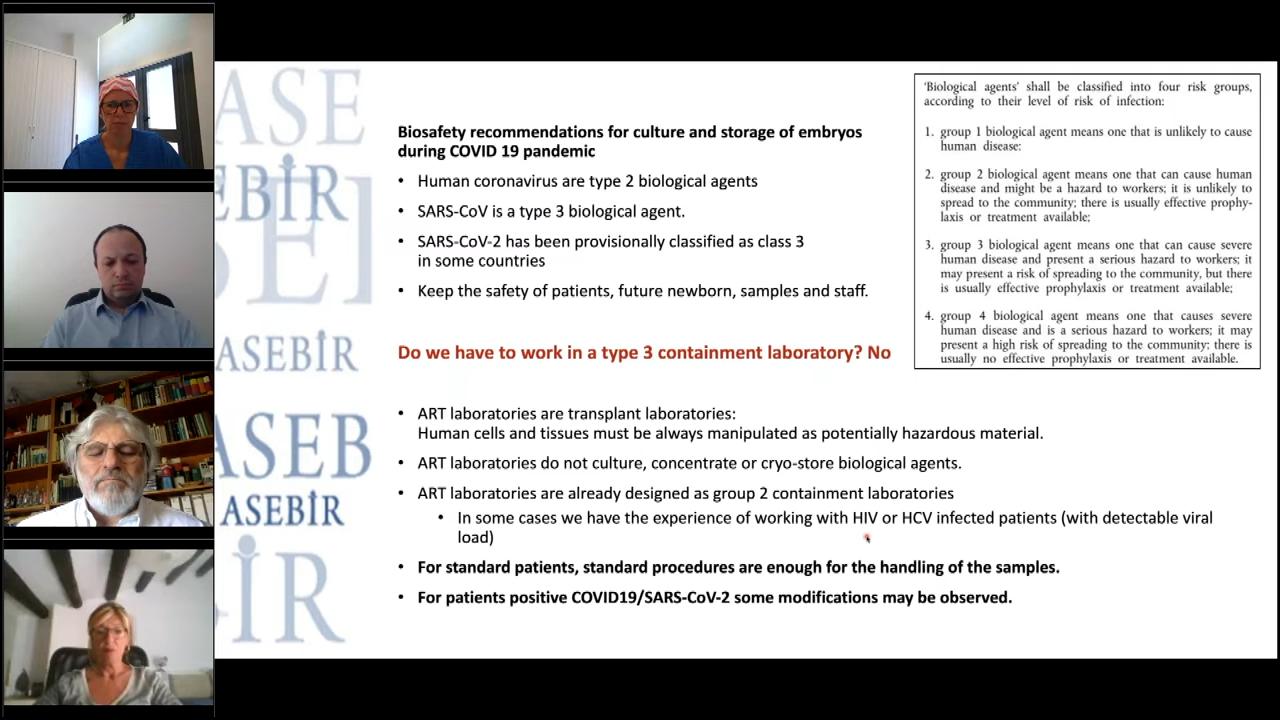 ASE
EBIR
SEI
ASEBIR
ASEB
ASEBIR
BIR
Biosafety recommendations for culture and storage of embryos
during COVID 19 pandemic
• Human coronavirus are type 2 biological agents
• SARS-CoV is a type 3 biological agent.
• SARS-CoV-2 has been provisionally classified as class 3
in some countries
• Keep the safety of patients, future newborn, samples and staff.
Do we have to work in a type 3 containment laboratory? No
• ART laboratories are transplant laboratories:
Human cells and tissues must be always manipulated as potentially hazardous material.
• ART laboratories do not culture, concentrate or cryo-store biological agents.
• ART laboratories are already designed as group 2 containment laboratories
• In some cases we have the experience of working with HIV or HCV infected patients (with detectable viral
load)
• For standard patients, standard procedures are enough for the handling of the samples.
• For patients positive COVID19/SARS-CoV-2 some modifications may be observed.
'Biological agents' shall be classified into four risk groups,
according to their level of risk of infection:
1. group 1 biological agent means one that is unlikely to cause
human disease:
2. group 2 biological agent means one that can cause human
disease and might be a hazard to workers; it is unlikely to
spread to the community; there is usually effective prophy-
laxis or treatment available;
3. group 3 biological agent means one that can cause severe
human disease and present a serious hazard to workers; it
may present a risk of spreading to the community, but there
is usually effective prophylaxis or treatment available;
4. group 4 biological agent means one that causes severe
human disease and is a serious hazard to workers; it may
present a high risk of spreading to the community; there is
usually no effective prophylaxis or treatment available.